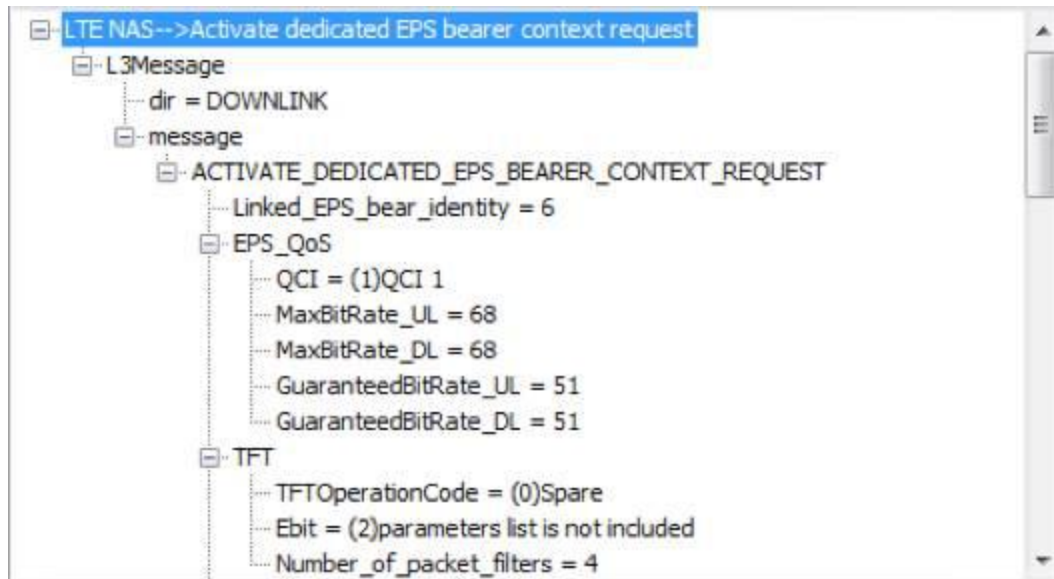 LTE NAS-->Activate dedicated EPS bearer context request
L3Message
dir = DOWNLINK
message
ACTIVATE_DEDICATED_EPS_BEARER_CONTEXT_REQUEST
Linked_EPS_bear_identity = 6
EPS_QoS
QCI = (1)QCI 1
MaxBitRate_UL = 68
MaxBitRate_DL = 68
GuaranteedBitRate_UL = 51
GuaranteedBitRate_DL = 51
TFT
TFTOperationCode = (0)Spare
Ebit = (2)parameters list is not included
Number_of_packet_filters = 4